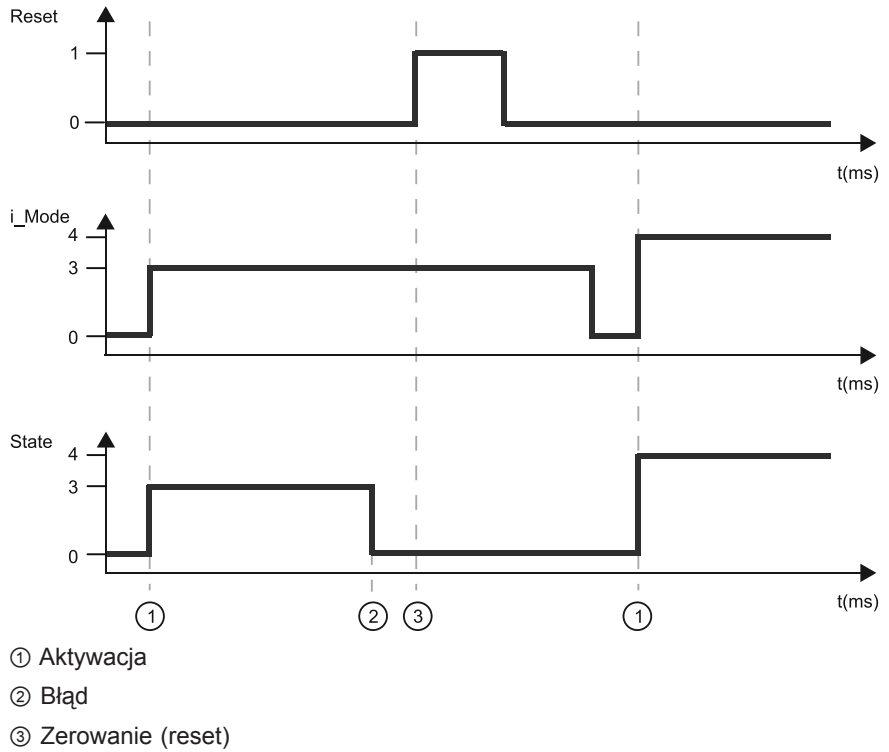 Reset
1
0
t(ms)
i_Mode
4
3
0
t(ms)
State
4
3
0
t(ms)
① ② ③ ①
① Aktywacja
② Błąd
③ Zerowanie (reset)